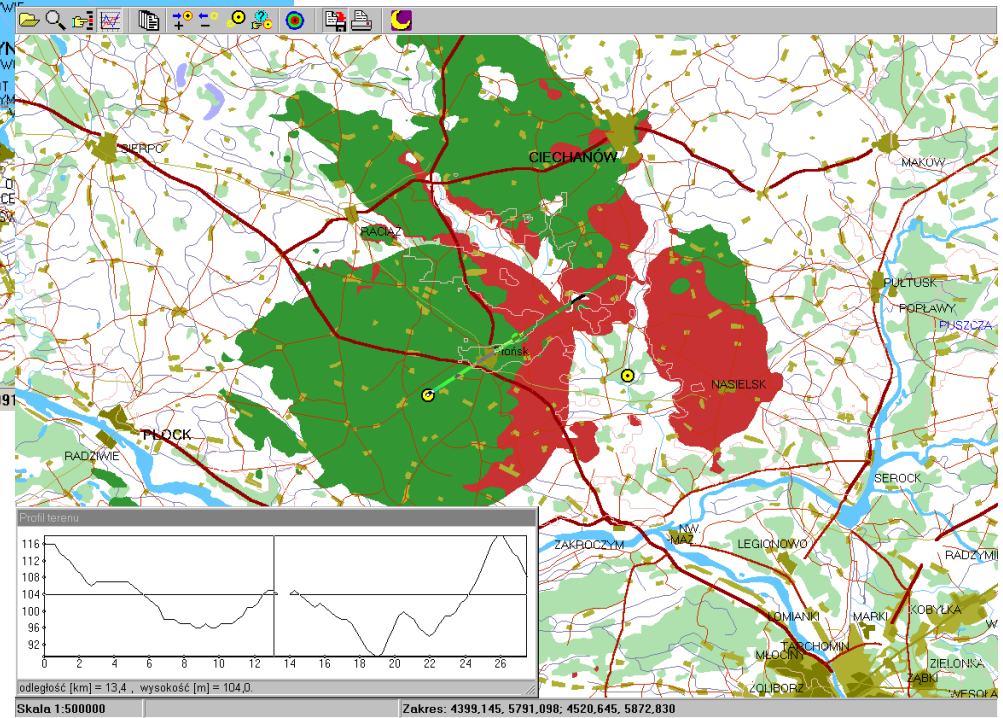 SIERPC
CIECHANÓW
MAKÓW
RACIĄŻ
PUŁTUSK
POPŁAWY
PUSZCZA
rońsk
NASIELSK
091
PŁOCK
RADZIWIE
SEROCK
Profil terenu
ZAKROCZYM
NW.
MAZ.
LEGIONOWO
RADZYMI
116
112
108
104
100
96
92
0 2 4 6 8 10 12 14 16 18 20 22 24 26
ŁOMIANKI
MARKI
KOBYŁKA
W
TARCHOMIN
MŁOCINY
ZIELONKA
ZĄBKI
ŻOLIBORZ
WESOŁA
odległość [km] = 13,4 , wysokość [m] = 104,0.
Skala 1:500000
Zakres: 4399,145, 5791,098; 4520,645, 5872,830